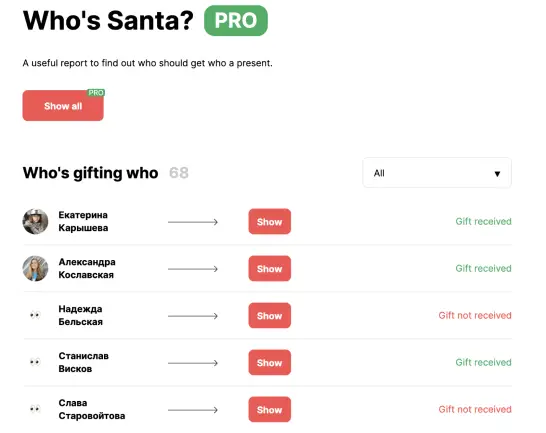 Who's Santa? PRO
A useful report to find out who should get who a present.
Show all PRO
Who's gifting who 68
All
Екатерина
Карышева
Show
Gift received
Александра
Кославская
Show
Gift received
Надежда
Бельская
Show
Gift not received
Станислав
Висков
Show
Gift received
Слава
Старовойтова
Show
Gift not received